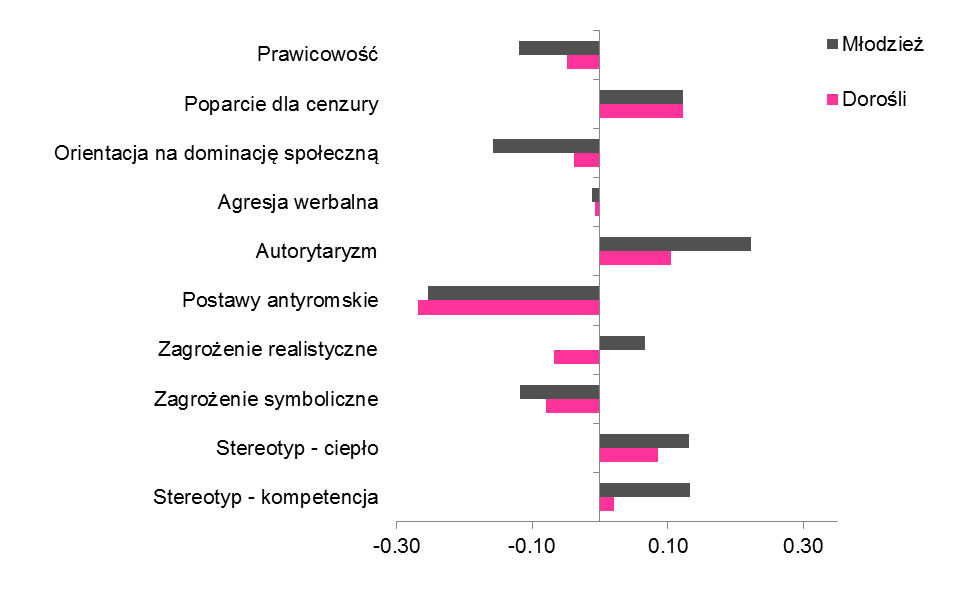 Prawicowość
Poparcie dla cenzury
Orientacja na dominację społeczną
Agresja werbalna
Autorytaryzm
Postawy antyromskie
Zagrożenie realistyczne
Zagrożenie symboliczne
Stereotyp - ciepło
Stereotyp - kompetencja
-0.30 -0.10 0.10 0.30
Młodzież
Dorośli